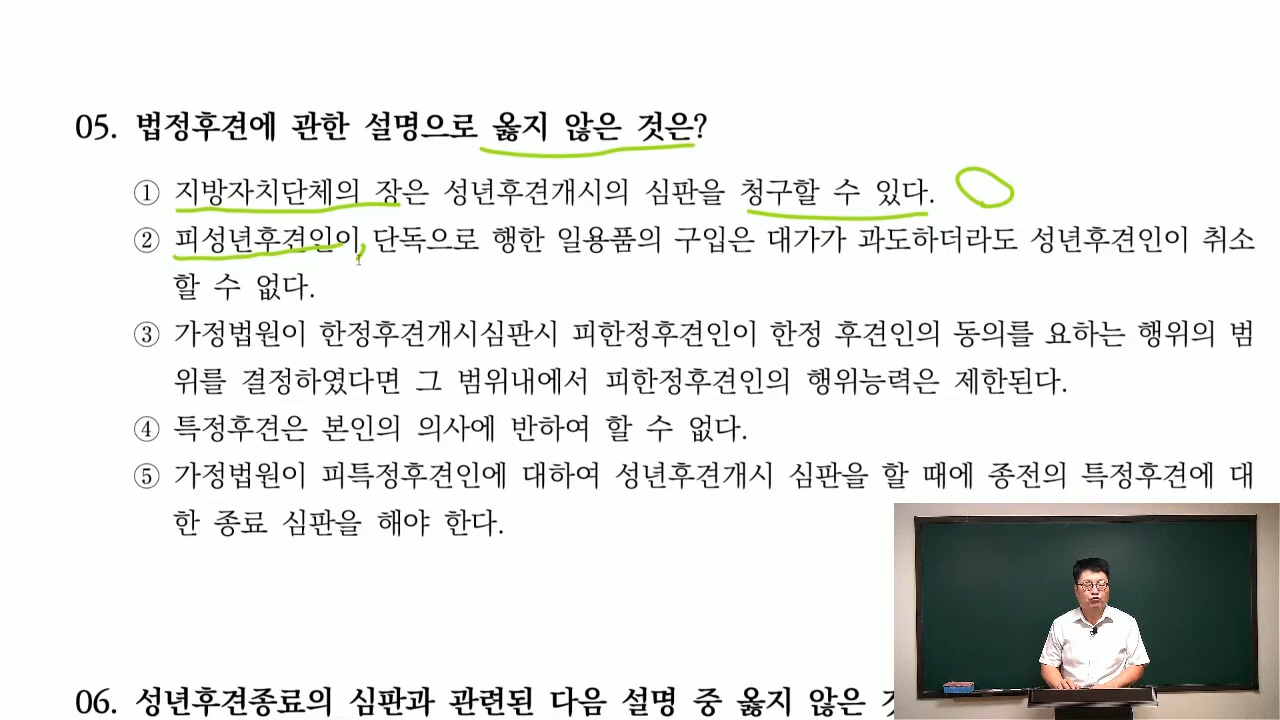 05. 법정후견에 관한 설명으로 옳지 않은 것은?
① 지방자치단체의 장은 성년후견개시의 심판을 청구할 수 있다.
② 피성년후견인이 단독으로 행한 일용품의 구입은 대가가 과도하더라도 성년후견인이 취소
할 수 없다.
③ 가정법원이 한정후견개시심판시 피한정후견인이 한정 후견인의 동의를 요하는 행위의 범
위를 결정하였다면 그 범위내에서 피한정후견인의 행위능력은 제한된다.
④ 특정후견은 본인의 의사에 반하여 할 수 없다.
⑤ 가정법원이 피특정후견인에 대하여 성년후견개시 심판을 할 때에 종전의 특정후견에 대
한 종료 심판을 해야 한다.
06. 성년후견종료의 심판과 관련된 다음 설명 중 옳지 않은